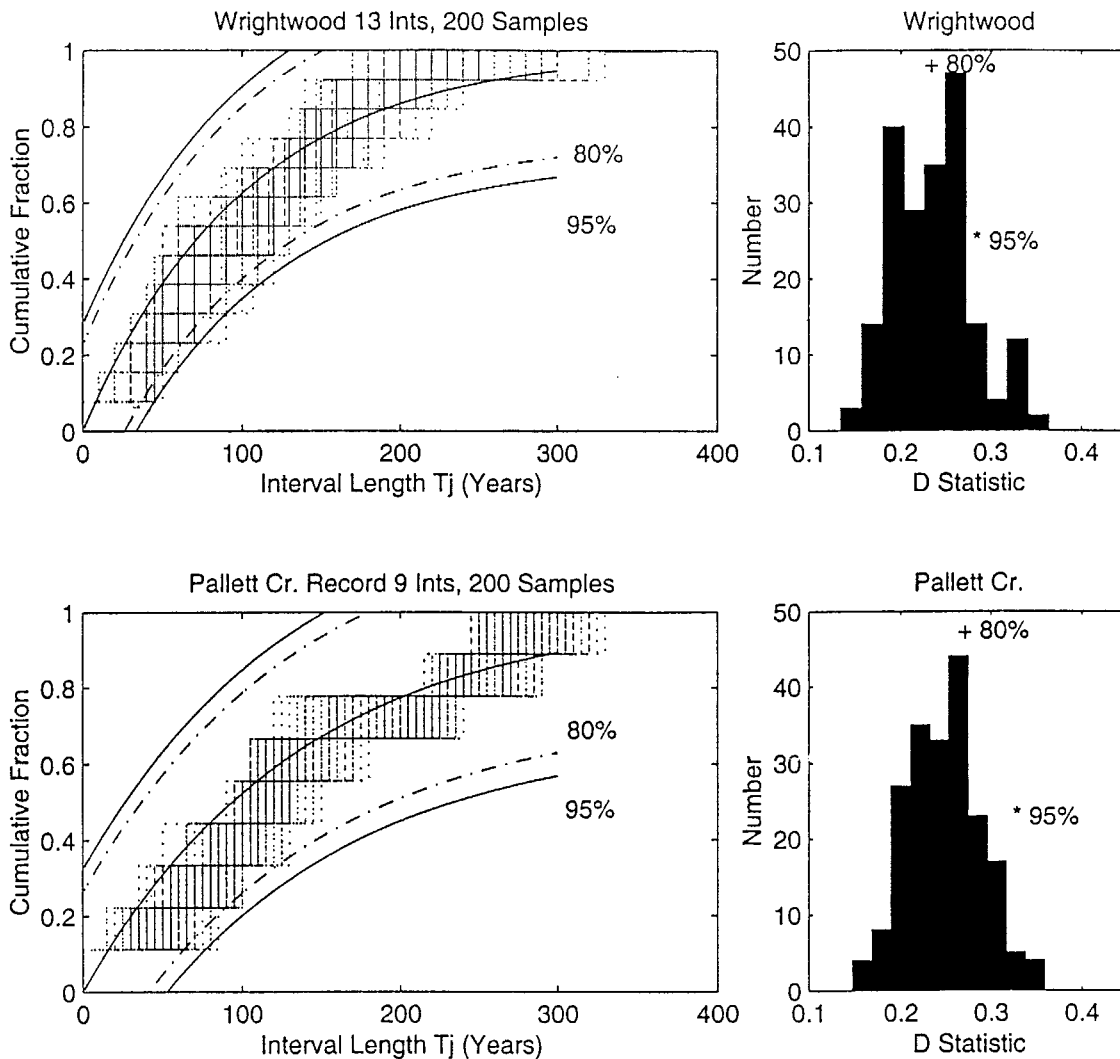 Wrightwood 13 Ints, 200 Samples
Cumulative Fraction
1
0.8
0.6
0.4
0.2
0
80%
95%
0 100 200 300 400
Interval Length Tj (Years)
Wrightwood
Number
50
40
30
20
10
0
+ 80%
* 95%
0.1 0.2 0.3 0.4
D Statistic
Pallett Cr. Record 9 Ints, 200 Samples
Cumulative Fraction
1
0.8
0.6
0.4
0.2
0
80%
95%
0 100 200 300 400
Interval Length Tj (Years)
Pallett Cr.
Number
50
40
30
20
10
0
+ 80%
* 95%
0.1 0.2 0.3 0.4
D Statistic